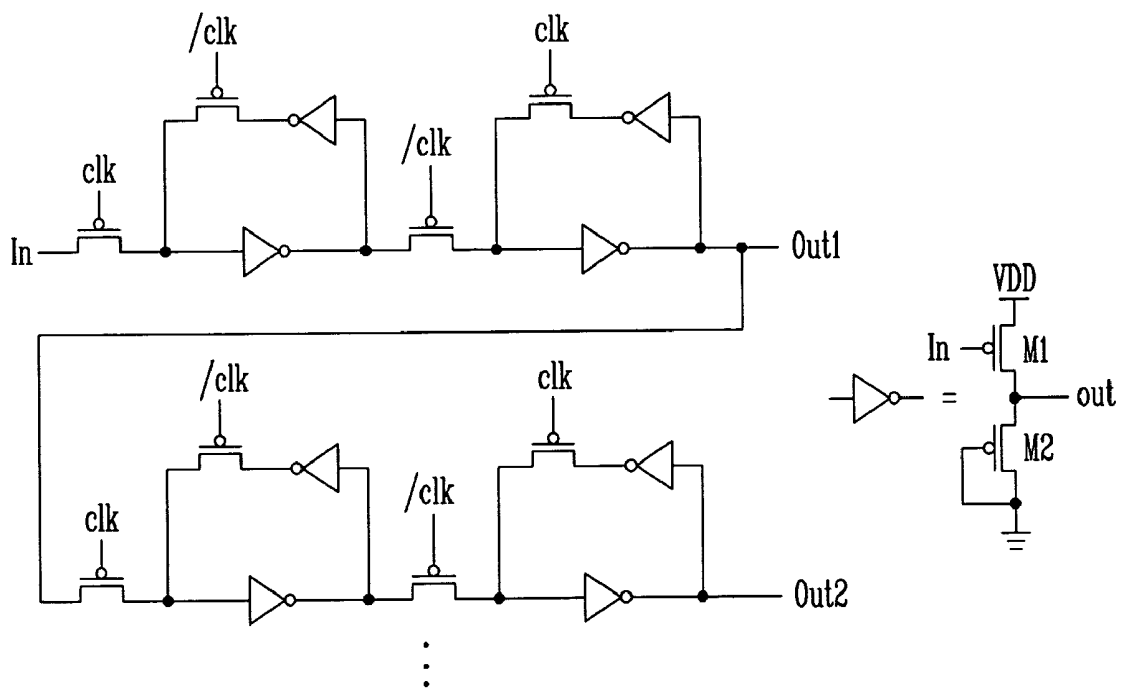 /clk
clk
clk
/clk
In
Out1
VDD
In
M1
=
out
M2
/clk
clk
clk
/clk
Out2